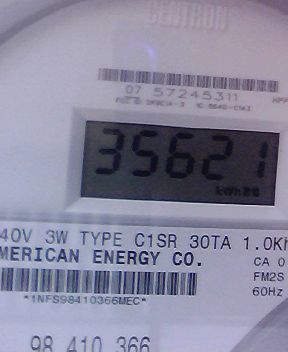 CENTRON
07 57245311
35621
kWh
40V 3W TYPE C1SR 30TA 1.0Kh
MERICAN ENERGY CO.
CA 0
FM2S
60Hz
*1NFS98410366MEC*
98 410 366